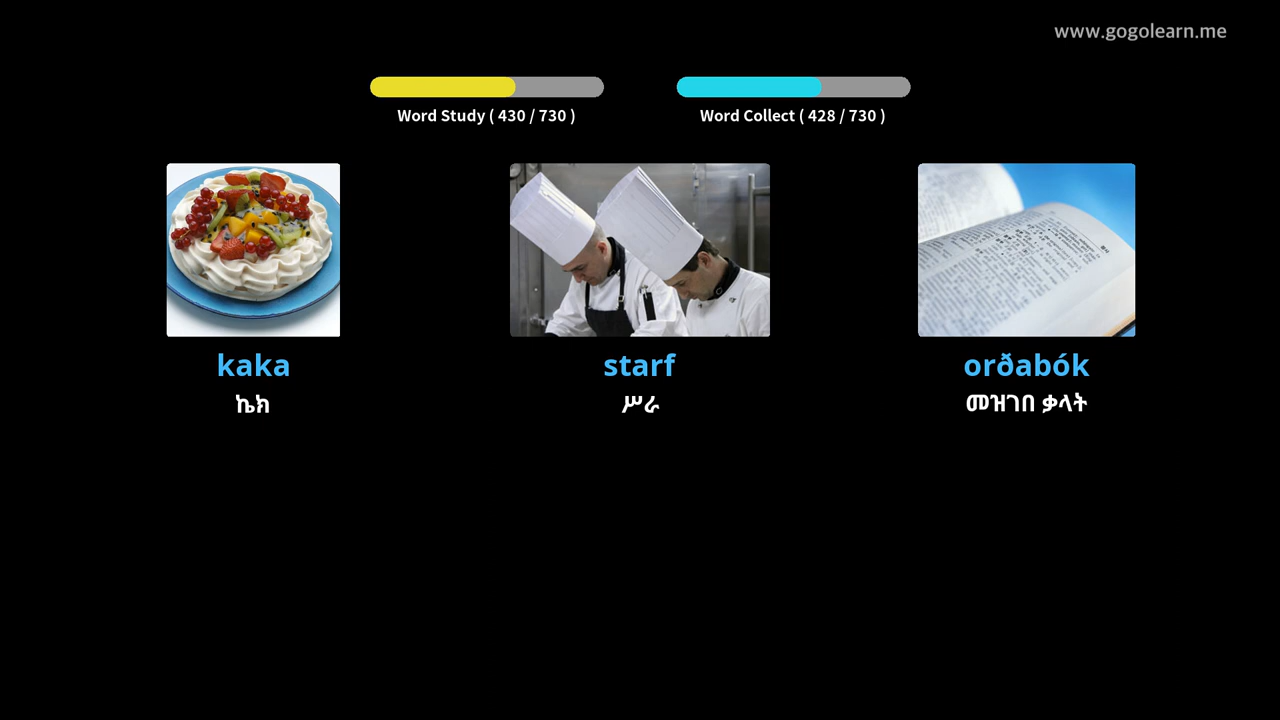 www.gogolearn.me
Word Study ( 430 / 730 )
Word Collect ( 428 / 730 )
kaka
starf
orðabók
ኬክ
ሥራ
መዝገበ ቃላት